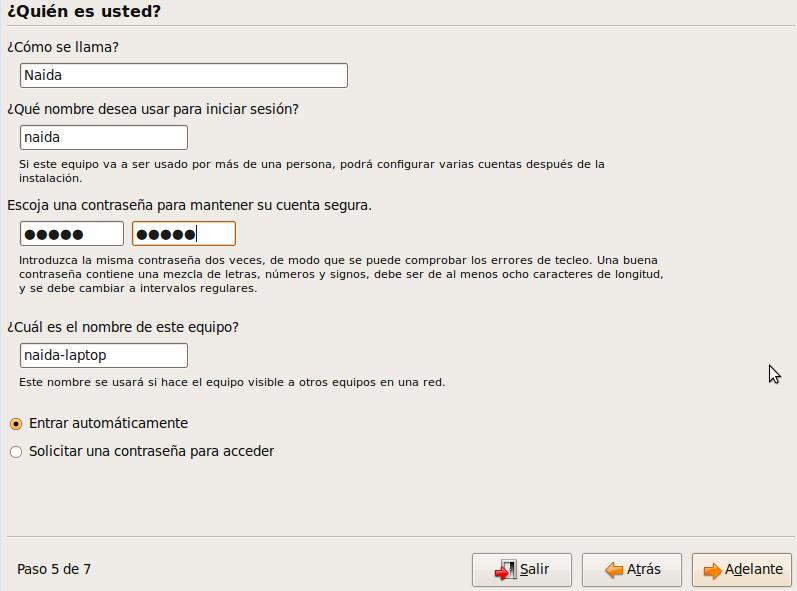 ¿Quién es usted?
¿Cómo se llama?
Naida
¿Qué nombre desea usar para iniciar sesión?
naida
Si este equipo va a ser usado por más de una persona, podrá configurar varias cuentas después de la
instalación.
Escoja una contraseña para mantener su cuenta segura.
●●●●● ●●●●●
Introduzca la misma contraseña dos veces, de modo que se puede comprobar los errores de tecleo. Una buena
contraseña contiene una mezcla de letras, números y signos, debe ser de al menos ocho caracteres de longitud,
y se debe cambiar a intervalos regulares.
¿Cuál es el nombre de este equipo?
naida-laptop
Este nombre se usará si hace el equipo visible a otros equipos en una red.
Entrar automáticamente
Solicitar una contraseña para acceder
Paso 5 de 7 Salir Atrás Adelante